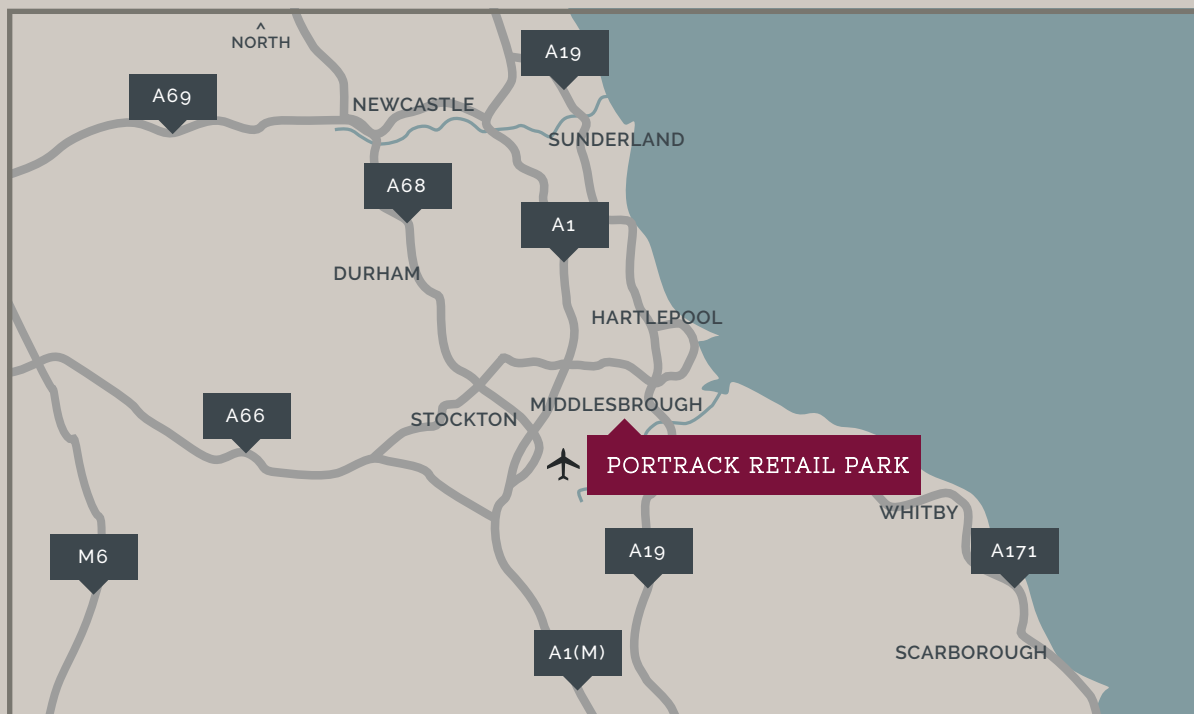 ^
NORTH
A19
A69
NEWCASTLE
SUNDERLAND
A68
A1
DURHAM
HARTLEPOOL
MIDDLESBROUGH
A66
STOCKTON
PORTRACK RETAIL PARK
WHITBY
M6
A19
A171
A1(M)
SCARBOROUGH